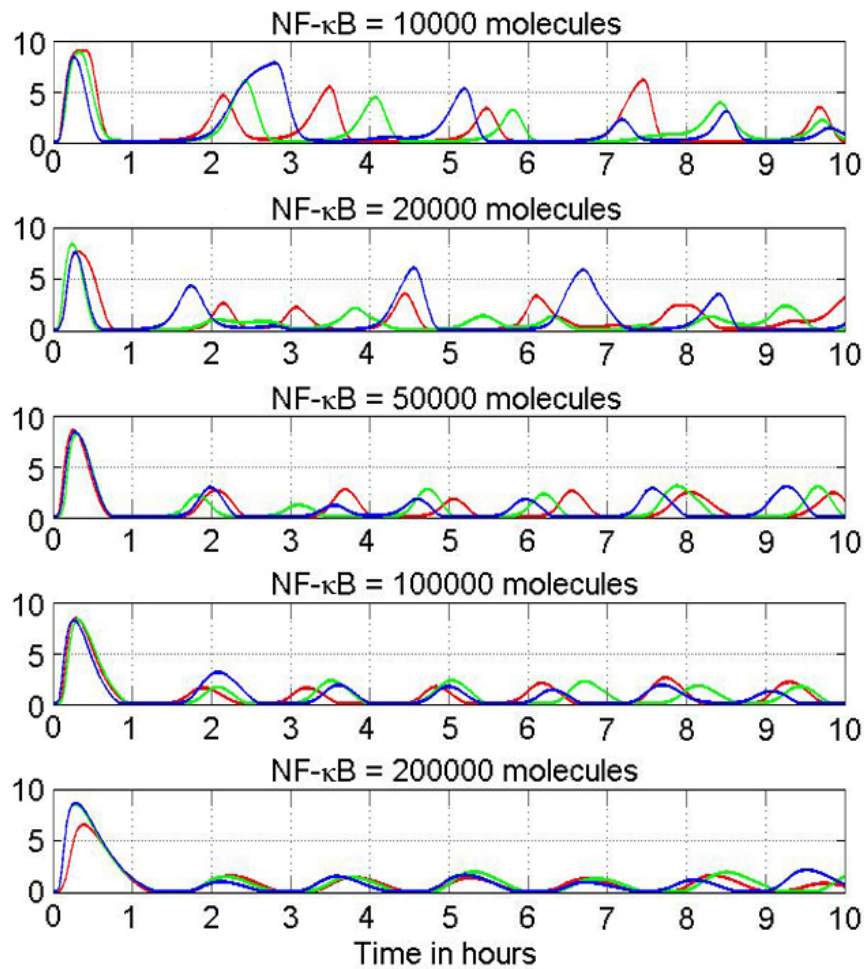 NF-κB = 10000 molecules
10
5
0
0 1 2 3 4 5 6 7 8 9 10
NF-κB = 20000 molecules
10
5
0
0 1 2 3 4 5 6 7 8 9 10
NF-κB = 50000 molecules
10
5
0
0 1 2 3 4 5 6 7 8 9 10
NF-κB = 100000 molecules
10
5
0
0 1 2 3 4 5 6 7 8 9 10
NF-κB = 200000 molecules
10
5
0
0 1 2 3 4 5 6 7 8 9 10
Time in hours